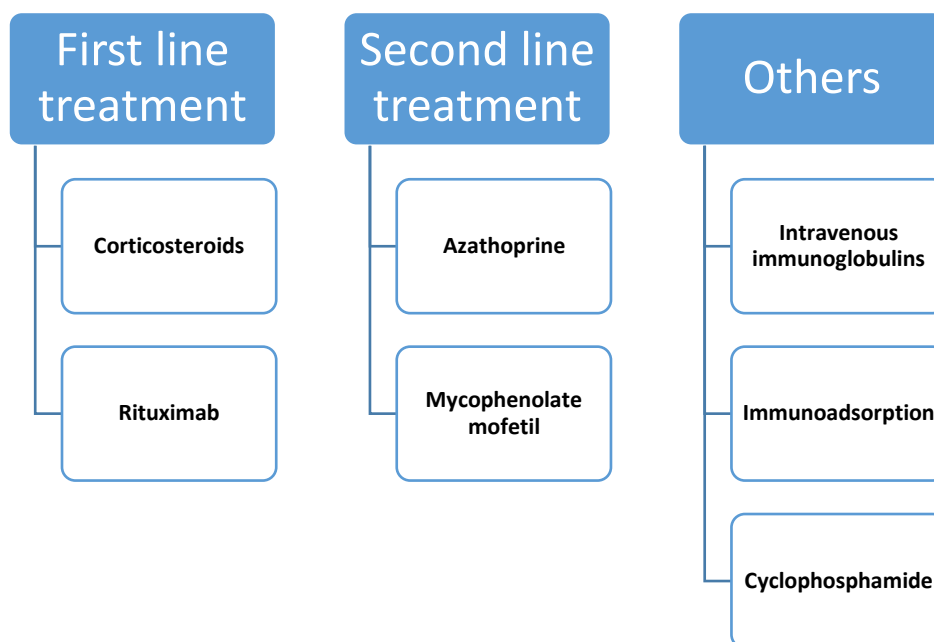 First line
treatment
Corticosteroids
Rituximab
Second line
treatment
Azathoprine
Mycophenolate
mofetil
Others
Intravenous
immunoglobulins
Immunoadsorption
Cyclophosphamide